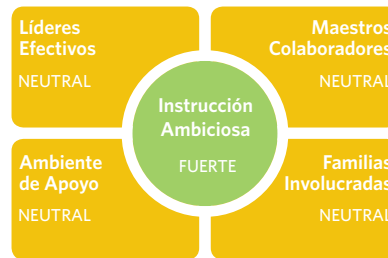 Líderes
Efectivos
NEUTRAL
Maestros
Colaboradores
NEUTRAL
Instrucción
Ambiciosa
FUERTE
Ambiente
de Apoyo
NEUTRAL
Familias
Involucradas
NEUTRAL